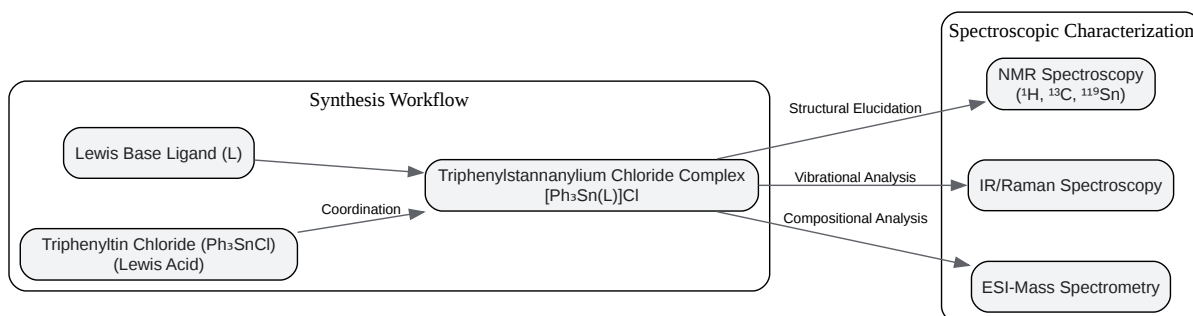 Synthesis Workflow
Lewis Base Ligand (L)
Triphenyltin Chloride (Ph₃SnCl)
(Lewis Acid)
Coordination
Triphenylstannanylium Chloride Complex
[Ph₃Sn(L)]Cl
Structural Elucidation
Vibrational Analysis
Compositional Analysis
Spectroscopic Characterization
NMR Spectroscopy
(¹H, ¹³C, ¹¹⁹Sn)
IR/Raman Spectroscopy
ESI-Mass Spectrometry